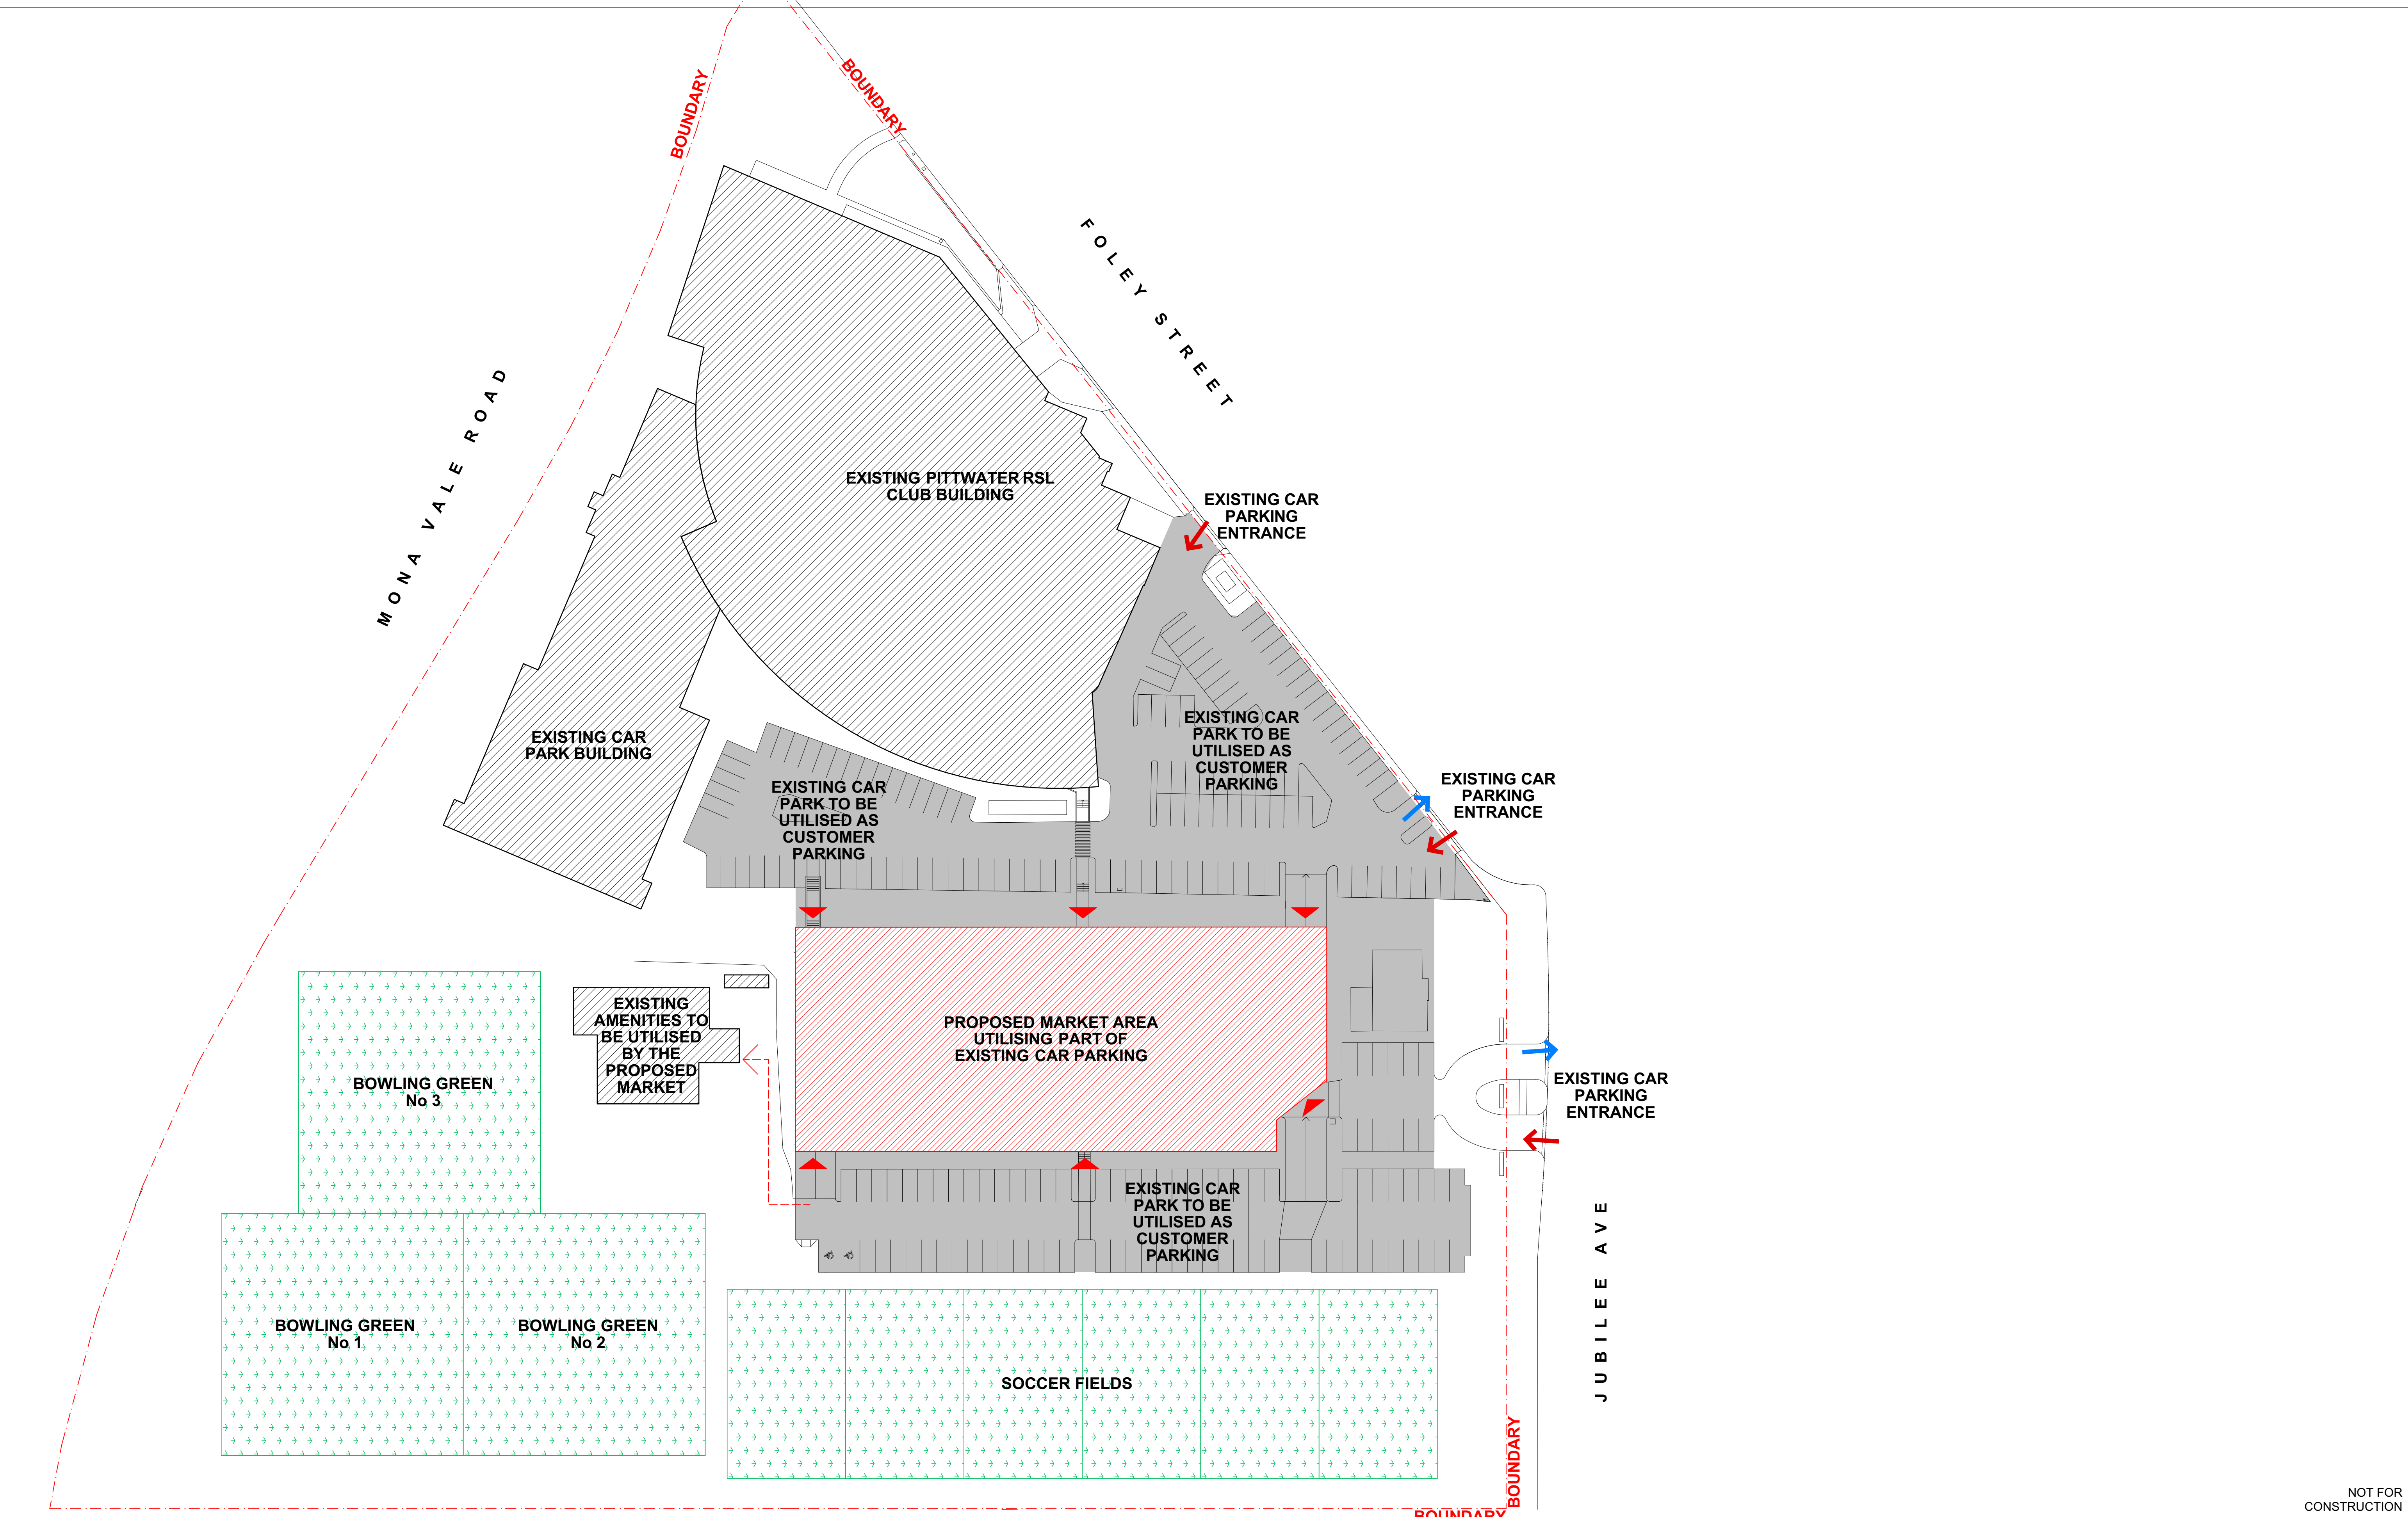 BOUNDARY
BOUNDARY
FOLEY STREET
MONA VALE ROAD
EXISTING PITTWATER RSL
CLUB BUILDING
EXISTING CAR
PARKING
ENTRANCE
EXISTING CAR
PARK BUILDING
EXISTING CAR
PARK TO BE
UTILISED AS
CUSTOMER
PARKING
EXISTING CAR
PARK TO BE
UTILISED AS
CUSTOMER
PARKING
EXISTING CAR
PARKING
ENTRANCE
EXISTING
AMENITIES TO
BE UTILISED
BY THE
PROPOSED
MARKET
PROPOSED MARKET AREA
UTILISING PART OF
EXISTING CAR PARKING
BOWLING GREEN
No 3
EXISTING CAR
PARKING
ENTRANCE
EXISTING CAR
PARK TO BE
UTILISED AS
CUSTOMER
PARKING
JUBILEE AVE
BOWLING GREEN
No 1
BOWLING GREEN
No 2
SOCCER FIELDS
BOUNDARY
BOUNDARY
NOT FOR
CONSTRUCTION